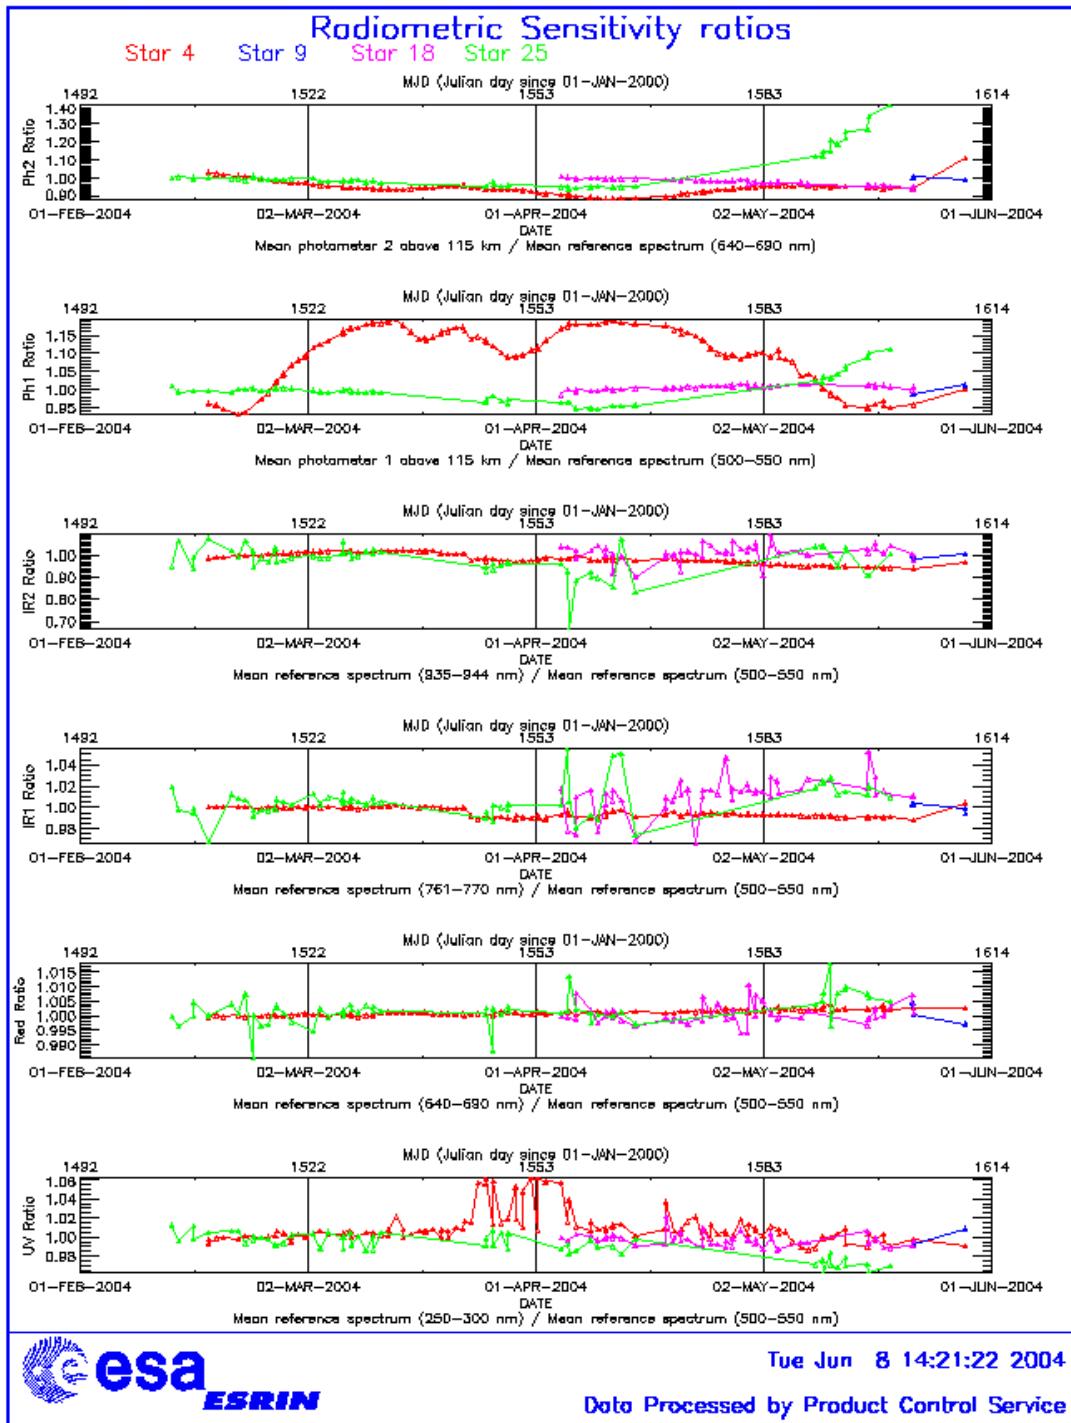 Radiometric Sensitivity ratios
Star 4 Star 9 Star 18 Star 25
MJD (Julian day since 01-JAN-2000)
1492 1522 1553 1583 1614
Ph2 Ratio
1.40
1.30
1.20
1.10
1.00
0.90
01-FEB-2004 02-MAR-2004 01-APR-2004 02-MAY-2004 01-JUN-2004
DATE
Mean photometer 2 above 115 km / Mean reference spectrum (640-690 nm)
MJD (Julian day since 01-JAN-2000)
1492 1522 1553 1583 1614
Ph1 Ratio
1.15
1.10
1.05
1.00
0.95
01-FEB-2004 02-MAR-2004 01-APR-2004 02-MAY-2004 01-JUN-2004
DATE
Mean photometer 1 above 115 km / Mean reference spectrum (500-550 nm)
MJD (Julian day since 01-JAN-2000)
1492 1522 1553 1583 1614
IR2 Ratio
1.00
0.90
0.80
0.70
01-FEB-2004 02-MAR-2004 01-APR-2004 02-MAY-2004 01-JUN-2004
DATE
Mean reference spectrum (935-944 nm) / Mean reference spectrum (500-550 nm)
MJD (Julian day since 01-JAN-2000)
1492 1522 1553 1583 1614
IR1 Ratio
1.04
1.02
1.00
0.98
01-FEB-2004 02-MAR-2004 01-APR-2004 02-MAY-2004 01-JUN-2004
DATE
Mean reference spectrum (761-770 nm) / Mean reference spectrum (500-550 nm)
MJD (Julian day since 01-JAN-2000)
1492 1522 1553 1583 1614
Red Ratio
1.015
1.010
1.005
1.000
0.995
0.990
01-FEB-2004 02-MAR-2004 01-APR-2004 02-MAY-2004 01-JUN-2004
DATE
Mean reference spectrum (640-690 nm) / Mean reference spectrum (500-550 nm)
MJD (Julian day since 01-JAN-2000)
1492 1522 1553 1583 1614
UV Ratio
1.06
1.04
1.02
1.00
0.98
01-FEB-2004 02-MAR-2004 01-APR-2004 02-MAY-2004 01-JUN-2004
DATE
Mean reference spectrum (250-300 nm) / Mean reference spectrum (500-550 nm)
esa
ESRIN
Tue Jun 8 14:21:22 2004
Data Processed by Product Control Service